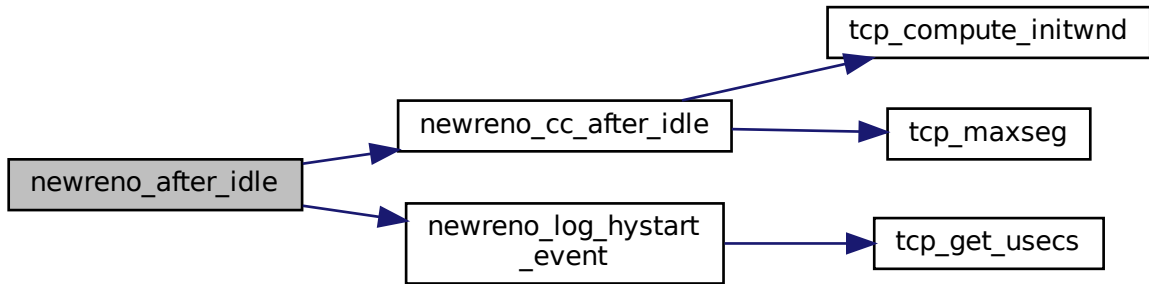 newreno_after_idle
newreno_cc_after_idle
tcp_compute_initwnd
tcp_maxseg
newreno_log_hystart
_event
tcp_get_usecs